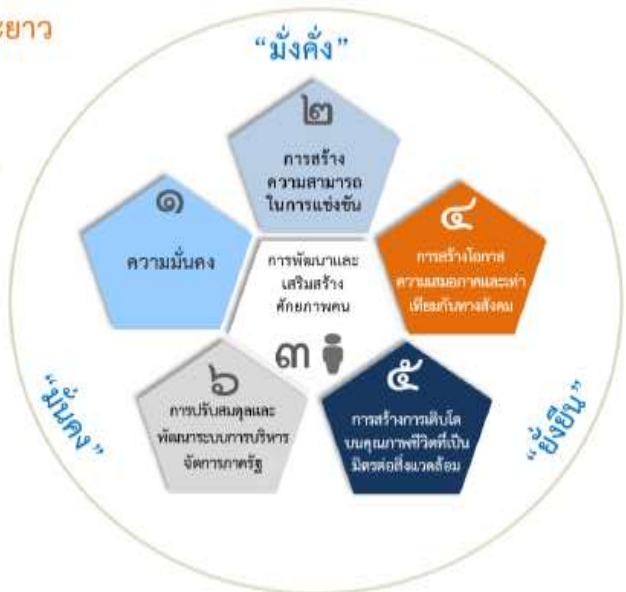 ะยาว
“มั่งคั่ง”
๒
การสร้าง
ความสามารถ
ในการแข่งขัน
๑
ความมั่นคง
๔
การสร้างโอกาส
ความเสมอภาคและเท่า
เทียมกันทางสังคม
การพัฒนาและ
เสริมสร้าง
ศักยภาพคน
๓
๖
การปรับสมดุลและ
พัฒนาระบบการบริหาร
จัดการภาครัฐ
๕
การสร้างการเติบโต
บนคุณภาพชีวิตที่เป็น
มิตรต่อสิ่งแวดล้อม
“มั่นคง”
“ยั่งยืน”